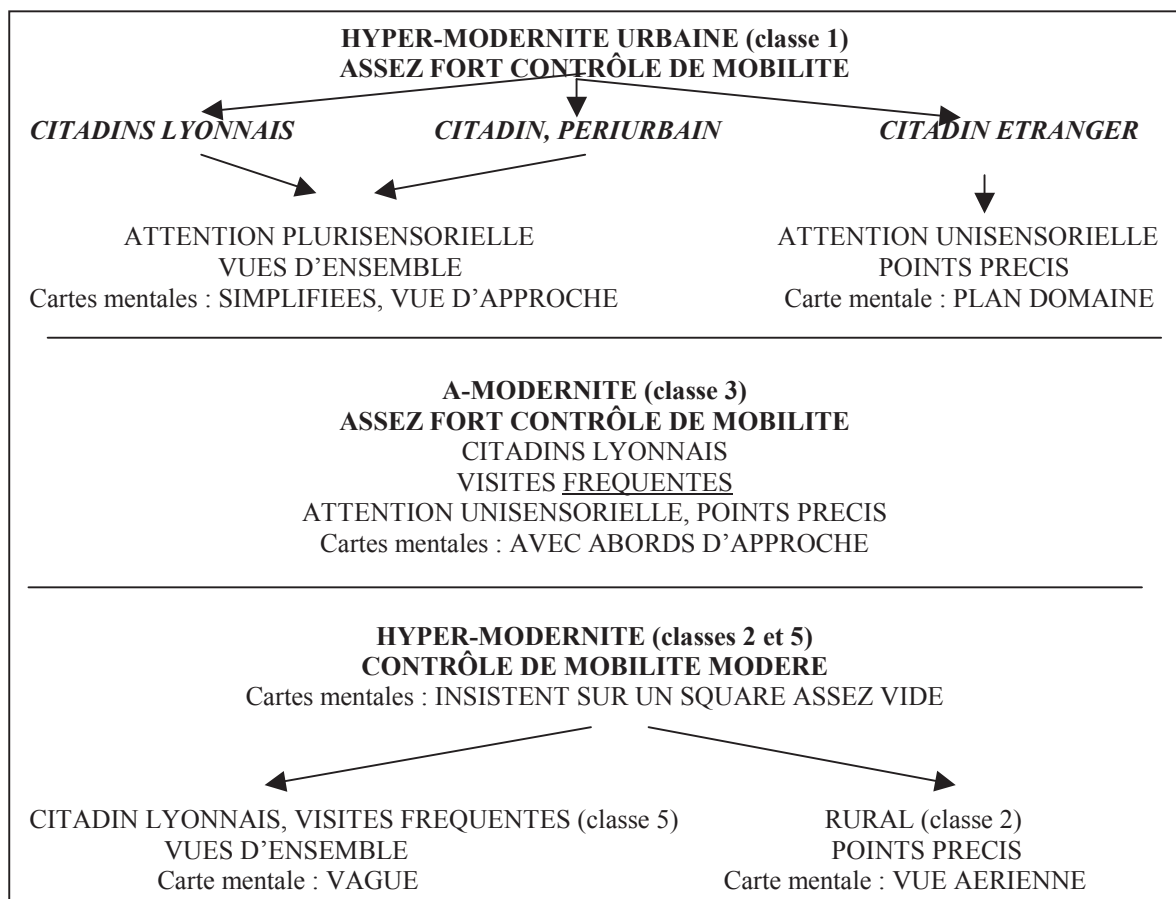 HYPER-MODERNITE URBAINE (classe 1)
ASSEZ FORT CONTRÔLE DE MOBILITE
CITADINS LYONNAIS
CITADIN, PERIURBAIN
CITADIN ETRANGER
ATTENTION PLURISENSORIELLE
VUES D'ENSEMBLE
Cartes mentales : SIMPLIFIEES, VUE D'APPROCHE
ATTENTION UNISENSORIELLE
POINTS PRECIS
Carte mentale : PLAN DOMAINE
A-MODERNITE (classe 3)
ASSEZ FORT CONTRÔLE DE MOBILITE
CITADINS LYONNAIS
VISITES FREQUENTES
ATTENTION UNISENSORIELLE, POINTS PRECIS
Cartes mentales : AVEC ABORDS D'APPROCHE
HYPER-MODERNITE (classes 2 et 5)
CONTRÔLE DE MOBILITE MODERE
Cartes mentales : INSISTENT SUR UN SQUARE ASSEZ VIDE
CITADIN LYONNAIS, VISITES FREQUENTES (classe 5)
VUES D'ENSEMBLE
Carte mentale : VAGUE
RURAL (classe 2)
POINTS PRECIS
Carte mentale : VUE AERIENNE